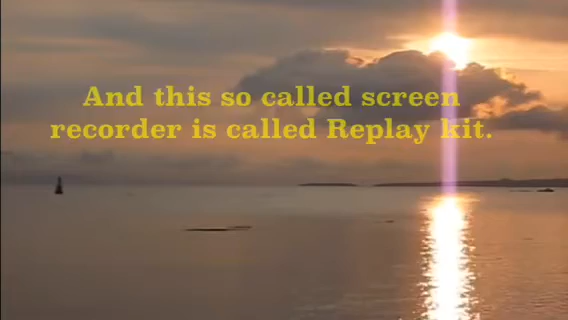 And this so called screen
recorder is called Replay kit.